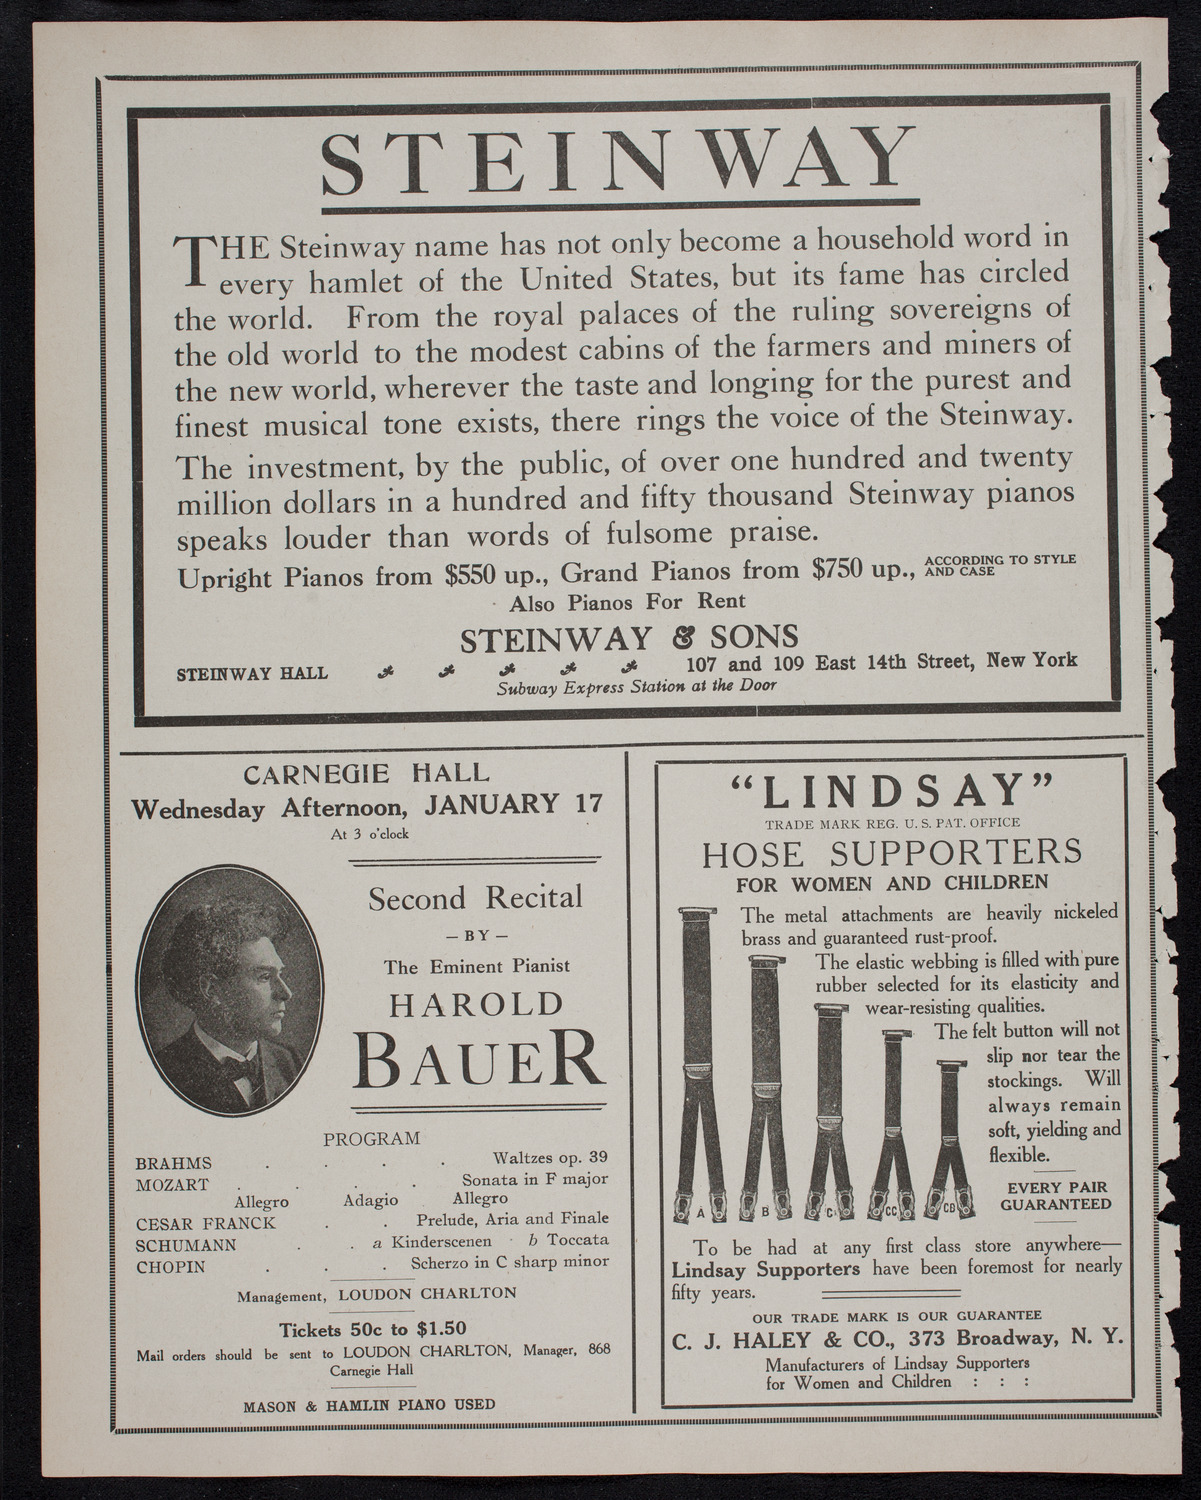 STEINWAY
THE Steinway name has not only become a household word in
every hamlet of the United States, but its fame has circled
the world. From the royal palaces of the ruling sovereigns of
the old world to the modest cabins of the farmers and miners of
the new world, wherever the taste and longing for the purest and
finest musical tone exists, there rings the voice of the Steinway.
The investment, by the public, of over one hundred and twenty
million dollars in a hundred and fifty thousand Steinway pianos
speaks louder than words of fulsome praise.
Upright Pianos from $550 up., Grand Pianos from $750 up., ACCORDING TO STYLE
AND CASE
Also Pianos For Rent
STEINWAY & SONS
STEINWAY HALL 107 and 109 East 14th Street, New York
Subway Express Station at the Door
CARNEGIE HALL
Wednesday Afternoon, JANUARY 17
At 3 o'clock
Second Recital
— BY —
The Eminent Pianist
HAROLD
BAUER
PROGRAM
BRAHMS . . . . Waltzes op. 39
MOZART . . . . Sonata in F major
Allegro Adagio Allegro
CESAR FRANCK . . Prelude, Aria and Finale
SCHUMANN . . a Kinderscenen b Toccata
CHOPIN . . . Scherzo in C sharp minor
Management, LOUDON CHARLTON
Tickets 50c to $1.50
Mail orders should be sent to LOUDON CHARLTON, Manager, 868
Carnegie Hall
MASON & HAMLIN PIANO USED
“LINDSAY”
TRADE MARK REG. U. S. PAT. OFFICE
HOSE SUPPORTERS
FOR WOMEN AND CHILDREN
The metal attachments are heavily nickeled
brass and guaranteed rust-proof.
The elastic webbing is filled with pure
rubber selected for its elasticity and
wear-resisting qualities.
The felt button will not
slip nor tear the
stockings. Will
always remain
soft, yielding and
flexible.
EVERY PAIR
GUARANTEED
A B C CC CB
To be had at any first class store anywhere—
Lindsay Supporters have been foremost for nearly
fifty years.
OUR TRADE MARK IS OUR GUARANTEE
C. J. HALEY & CO., 373 Broadway, N. Y.
Manufacturers of Lindsay Supporters
for Women and Children : : :